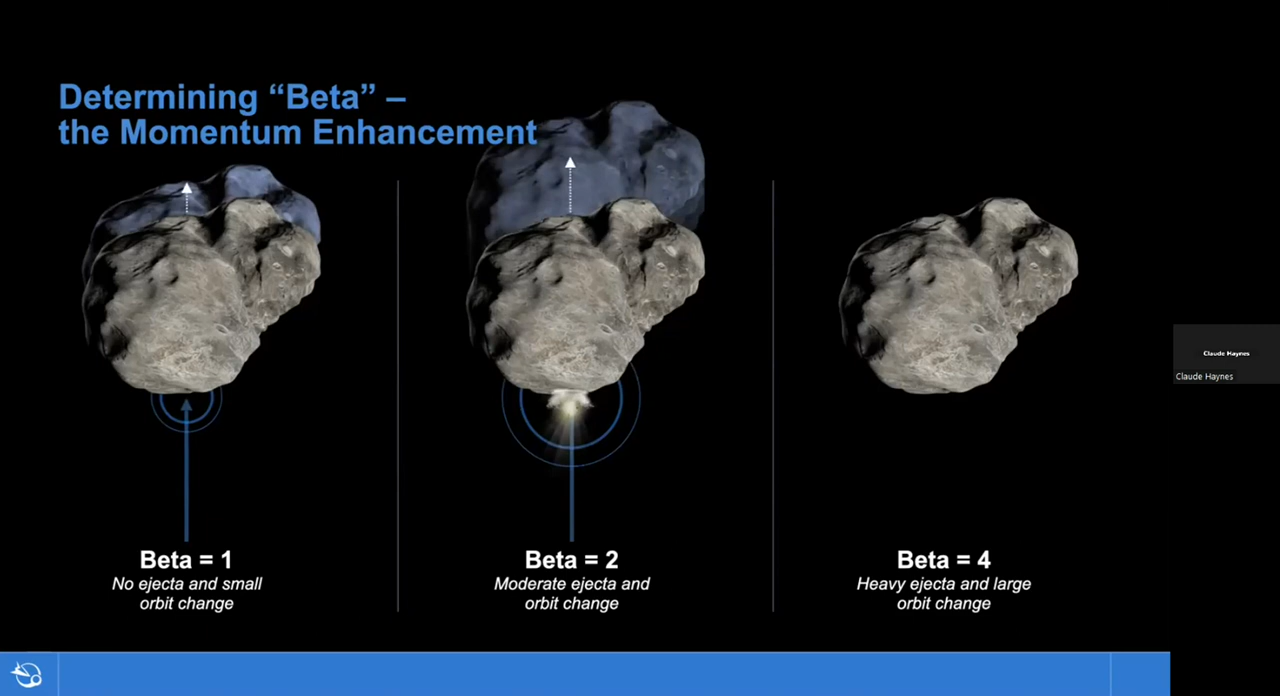 Determining “Beta” –
the Momentum Enhancement
Beta = 1
No ejecta and small
orbit change
Beta = 2
Moderate ejecta and
orbit change
Beta = 4
Heavy ejecta and large
orbit change
Claude Haynes
Claude Haynes